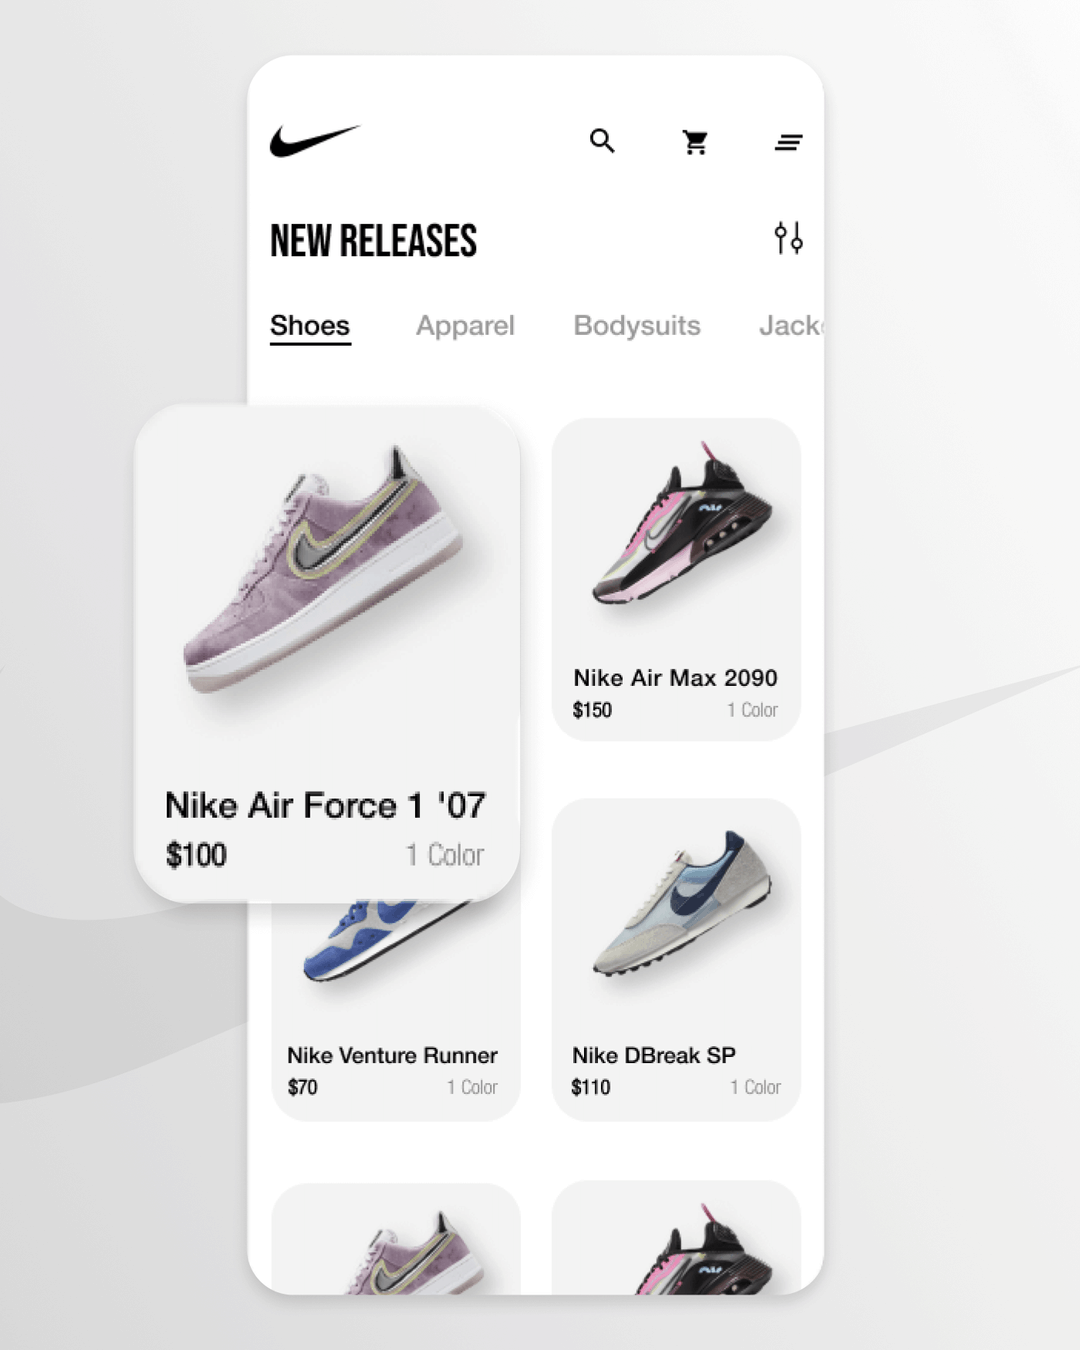 NEW RELEASES
Shoes Apparel Bodysuits Jack
Nike Air Max 2090
$150 1 Color
Nike Air Force 1 '07
$100 1 Color
Nike Venture Runner
$70 1 Color
Nike DBreak SP
$110 1 Color